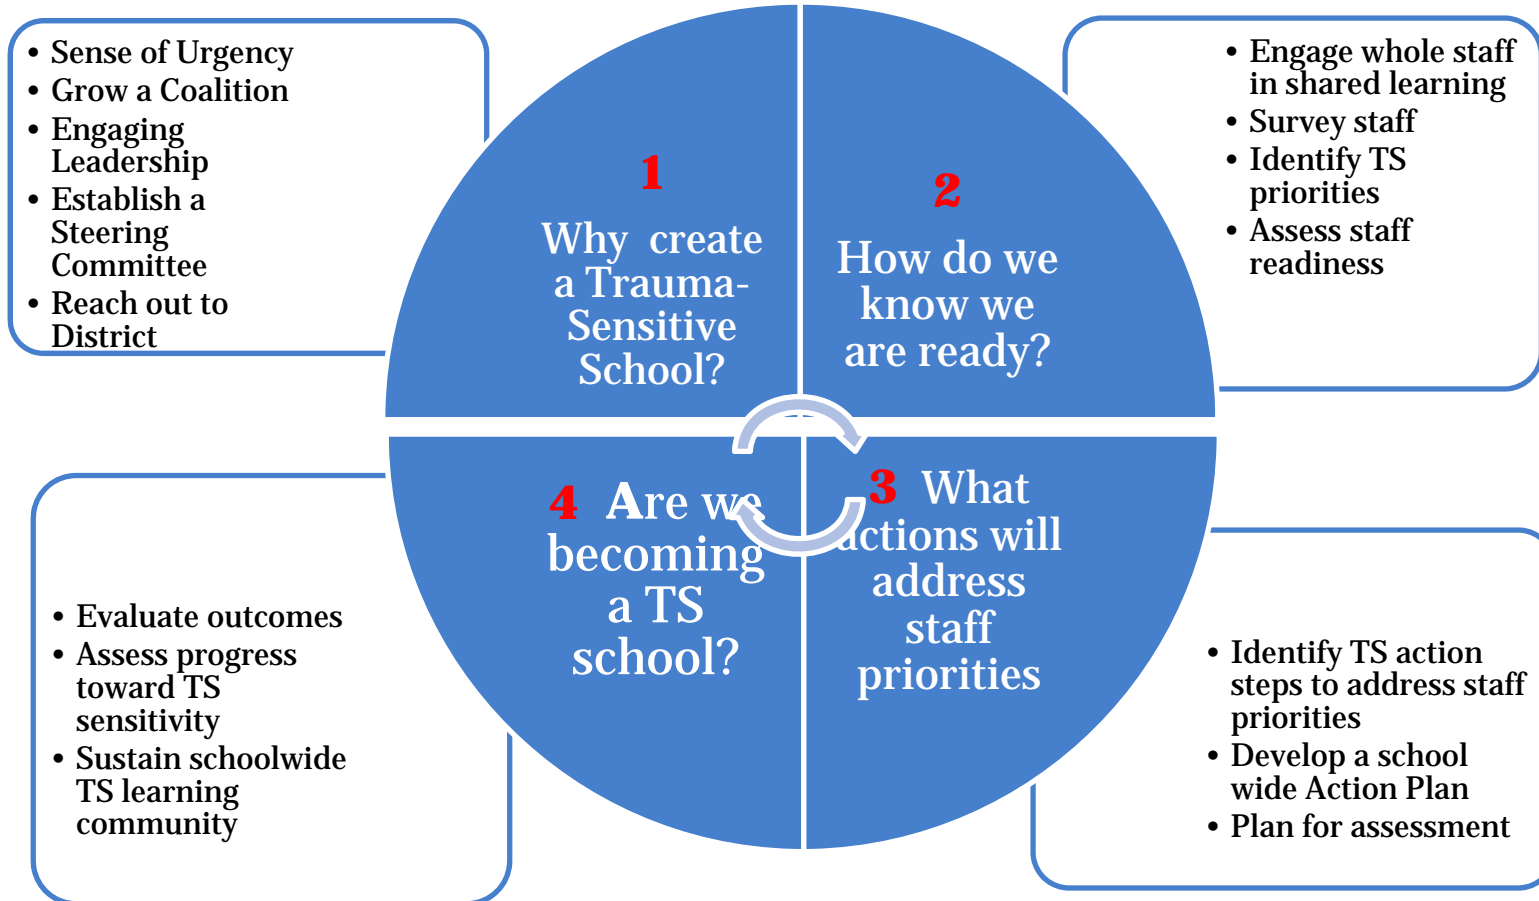 • Sense of Urgency
• Grow a Coalition
• Engaging
Leadership
• Establish a
Steering
Committee
• Reach out to
District
1
Why create
a Trauma-
Sensitive
School?
2
How do we
know we
are ready?
• Engage whole staff
in shared learning
• Survey staff
• Identify TS
priorities
• Assess staff
readiness
• Evaluate outcomes
• Assess progress
toward TS
sensitivity
• Sustain schoolwide
TS learning
community
4 Are we
becoming
a TS
school?
3 What
actions will
address
staff
priorities
• Identify TS action
steps to address staff
priorities
• Develop a school
wide Action Plan
• Plan for assessment